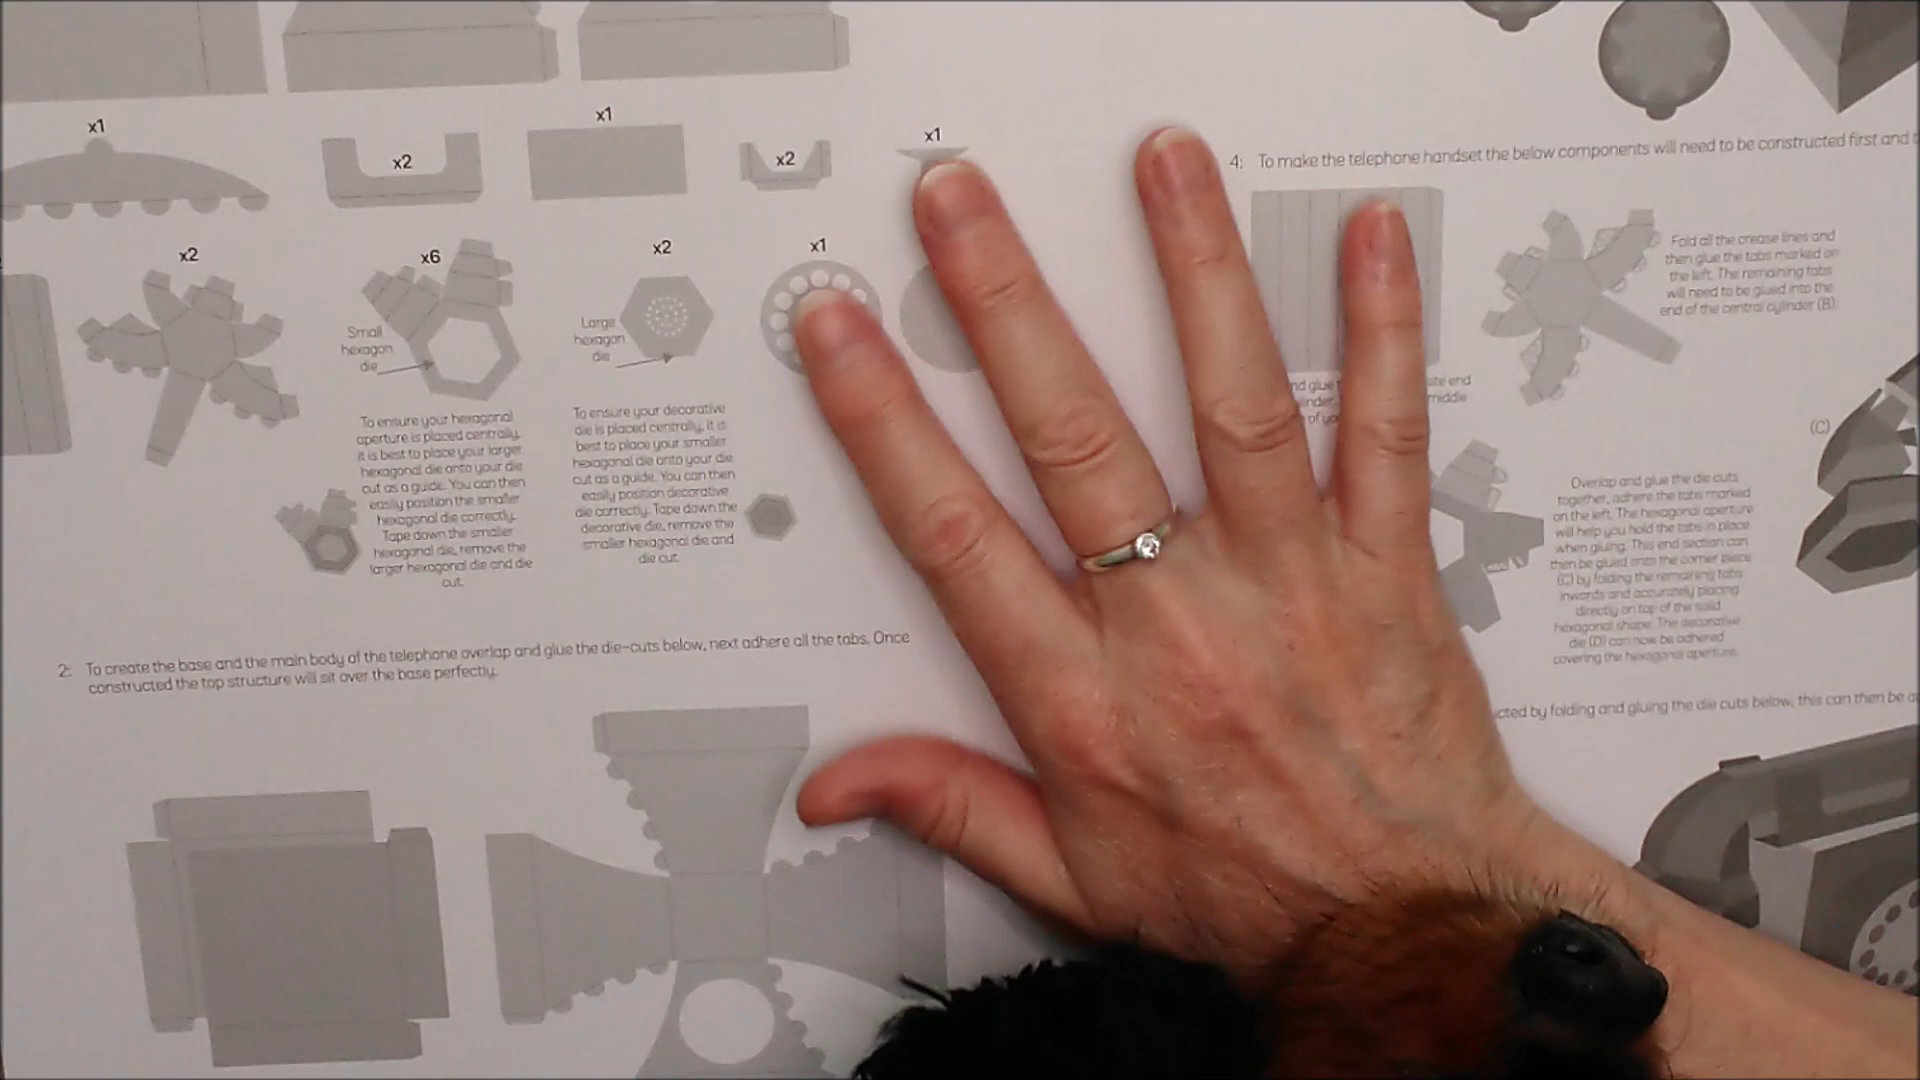 x1
x2
x1
x2
x1
x2
x6
x2
x1
Small
hexagon
die
Large
hexagon
die
To ensure your hexagonal
aperture is placed centrally,
it is best to place your larger
hexagonal die onto your die
cut as a guide. You can then
easily position the smaller
hexagonal die correctly.
Tape down the smaller
hexagonal die, remove the
larger hexagonal die and die
cut.
To ensure your decorative
die is placed centrally, it is
best to place your smaller
hexagonal die onto your die
cut as a guide. You can then
easily position decorative
die correctly. Tape down the
decorative die, remove the
smaller hexagonal die and
die cut.
2: To create the base and the main body of the telephone overlap and glue the die-cuts below, next adhere all the tabs. Once
constructed the top structure will sit over the base perfectly.
4: To make the telephone handset the below components will need to be constructed first and
Fold all the crease lines and
then glue the tabs marked on
the left. The remaining tabs
will need to be glued into the
end of the central cylinder (B).
glue
end
middle
of
(C)
Overlap and glue the die cuts
together, adhere the tabs marked
on the left. The hexagonal aperture
will help you hold the tabs in place
when gluing. This end section can
then be glued onto the corner piece
(C) by folding the remaining tabs
inwards and accurately placing
directly on top of the solid
hexagonal shape. The decorative
die (D) can now be adhered
covering the hexagonal aperture.
by folding and gluing the die cuts below, this can then be